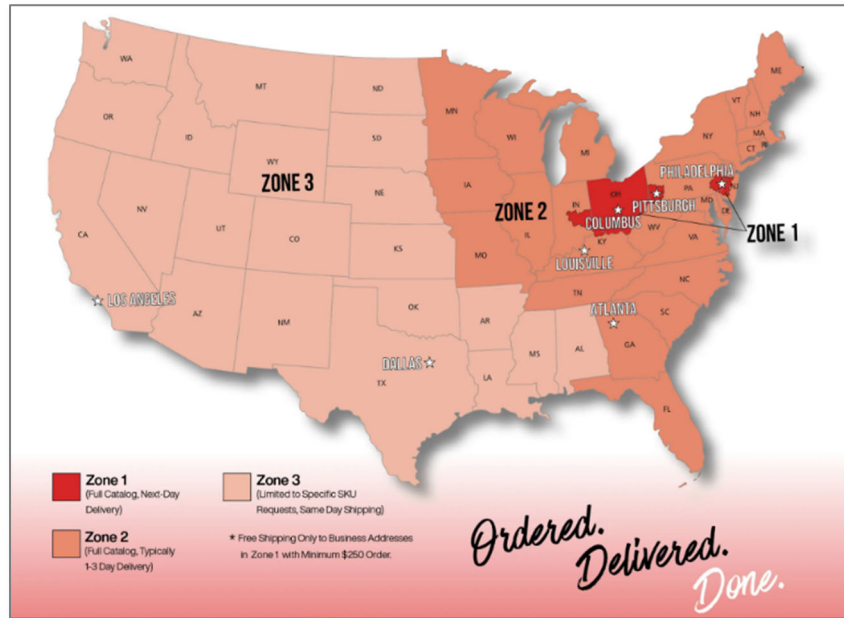 WA
MT
ND
MN
ME
OR
ID
SD
WI
MI
VT
NH
NY
MA
CT
WY
ZONE 3
IA
NE
ZONE 2
PHILADELPHIA
NJ
OH
PA
PITTSBURGH
IN
COLUMBUS
MD
DE
ZONE 1
NV
UT
CO
CA
IL
WV
KS
MO
KY
VA
LOUISVILLE
LOS ANGELES
AZ
NM
OK
AR
TN
NC
ATLANTA
SC
MS
AL
GA
DALLAS
TX
LA
FL
Zone 1
(Full Catalog, Next-Day
Delivery)
Zone 2
(Full Catalog, Typically
1-3 Day Delivery)
Zone 3
(Limited to Specific SKU
Requests, Same Day Shipping)
* Free Shipping Only to Business Addresses
in Zone 1 with Minimum $250 Order.
Ordered.
Delivered.
Done.